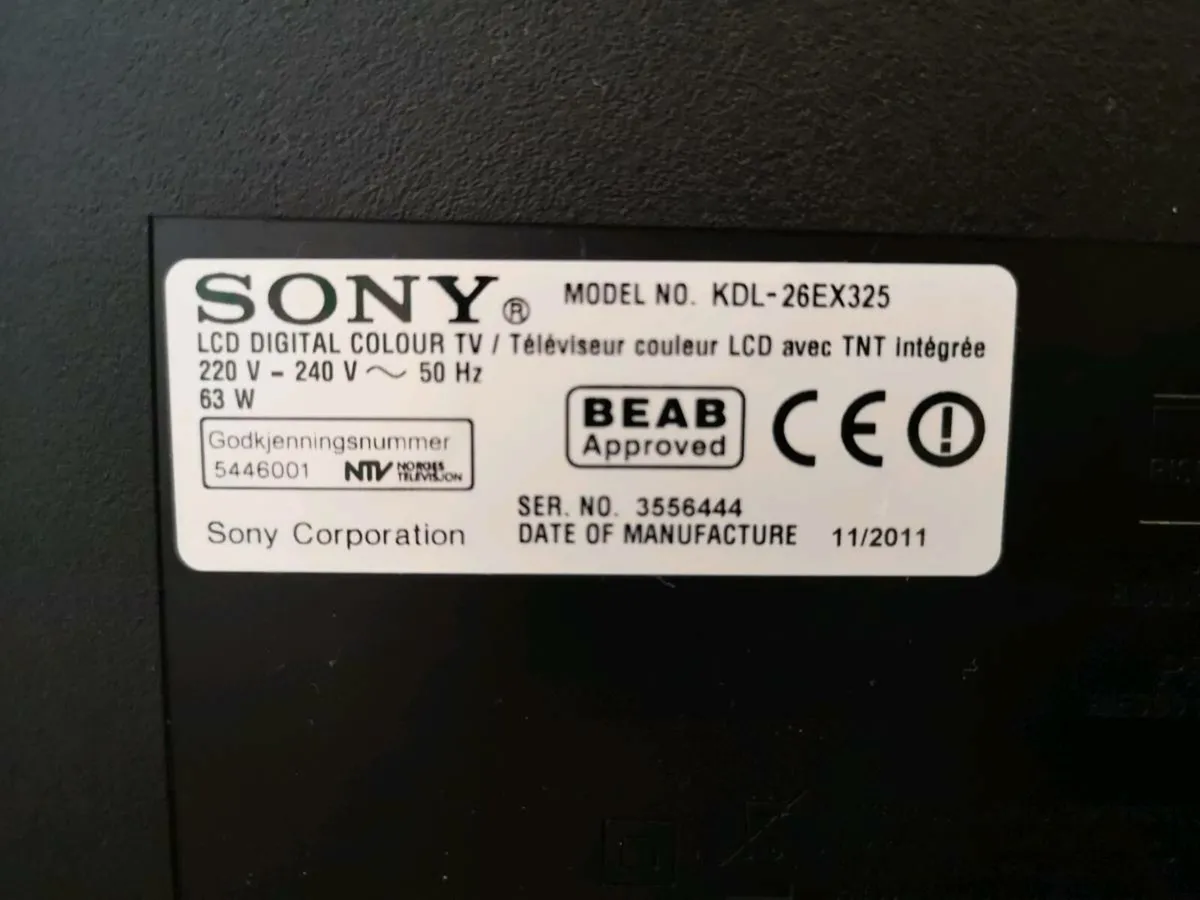 SONY® MODEL NO. KDL-26EX325
LCD DIGITAL COLOUR TV / Téléviseur couleur LCD avec TNT intégrée
220 V - 240 V ~ 50 Hz
63 W
BEAB
Approved
CE
Godkjenningsnummer
5446001 NTV NORGES TELEVISJON
SER. NO. 3556444
Sony Corporation
DATE OF MANUFACTURE 11/2011